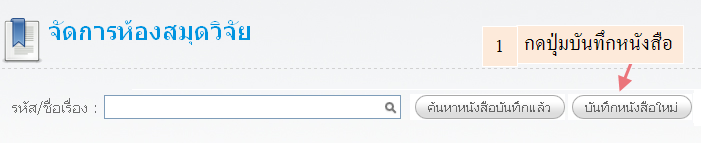 จัดการห้องสมุดวิจัย
1 กดปุ่มบันทึกหนังสือ
รหัส/ชื่อเรื่อง : ค้นหาหนังสือบันทึกแล้ว บันทึกหนังสือใหม่